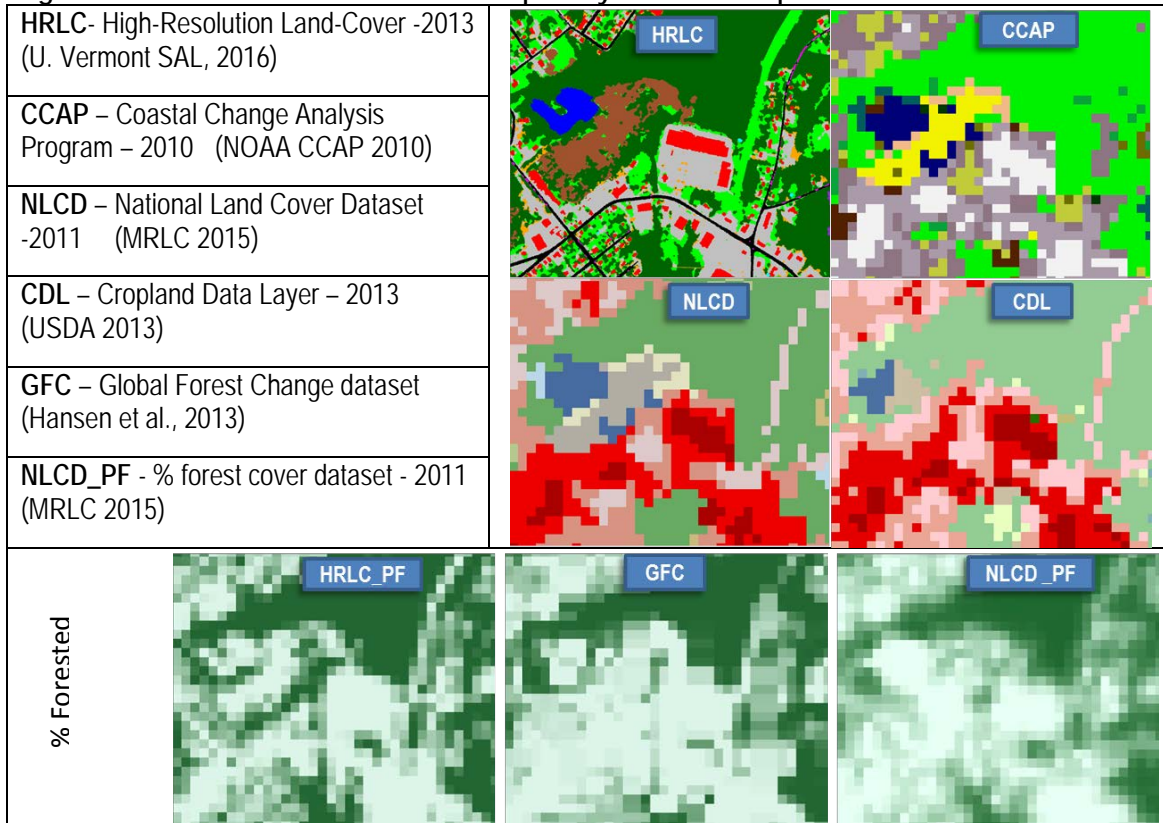 HRLC- High-Resolution Land-Cover -2013
(U. Vermont SAL, 2016)
CCAP – Coastal Change Analysis
Program – 2010 (NOAA CCAP 2010)
NLCD – National Land Cover Dataset
-2011 (MRLC 2015)
CDL – Cropland Data Layer – 2013
(USDA 2013)
GFC – Global Forest Change dataset
(Hansen et al., 2013)
NLCD_PF - % forest cover dataset - 2011
(MRLC 2015)
HRLC
CCAP
NLCD
CDL
% Forested
HRLC_PF
GFC
NLCD _PF